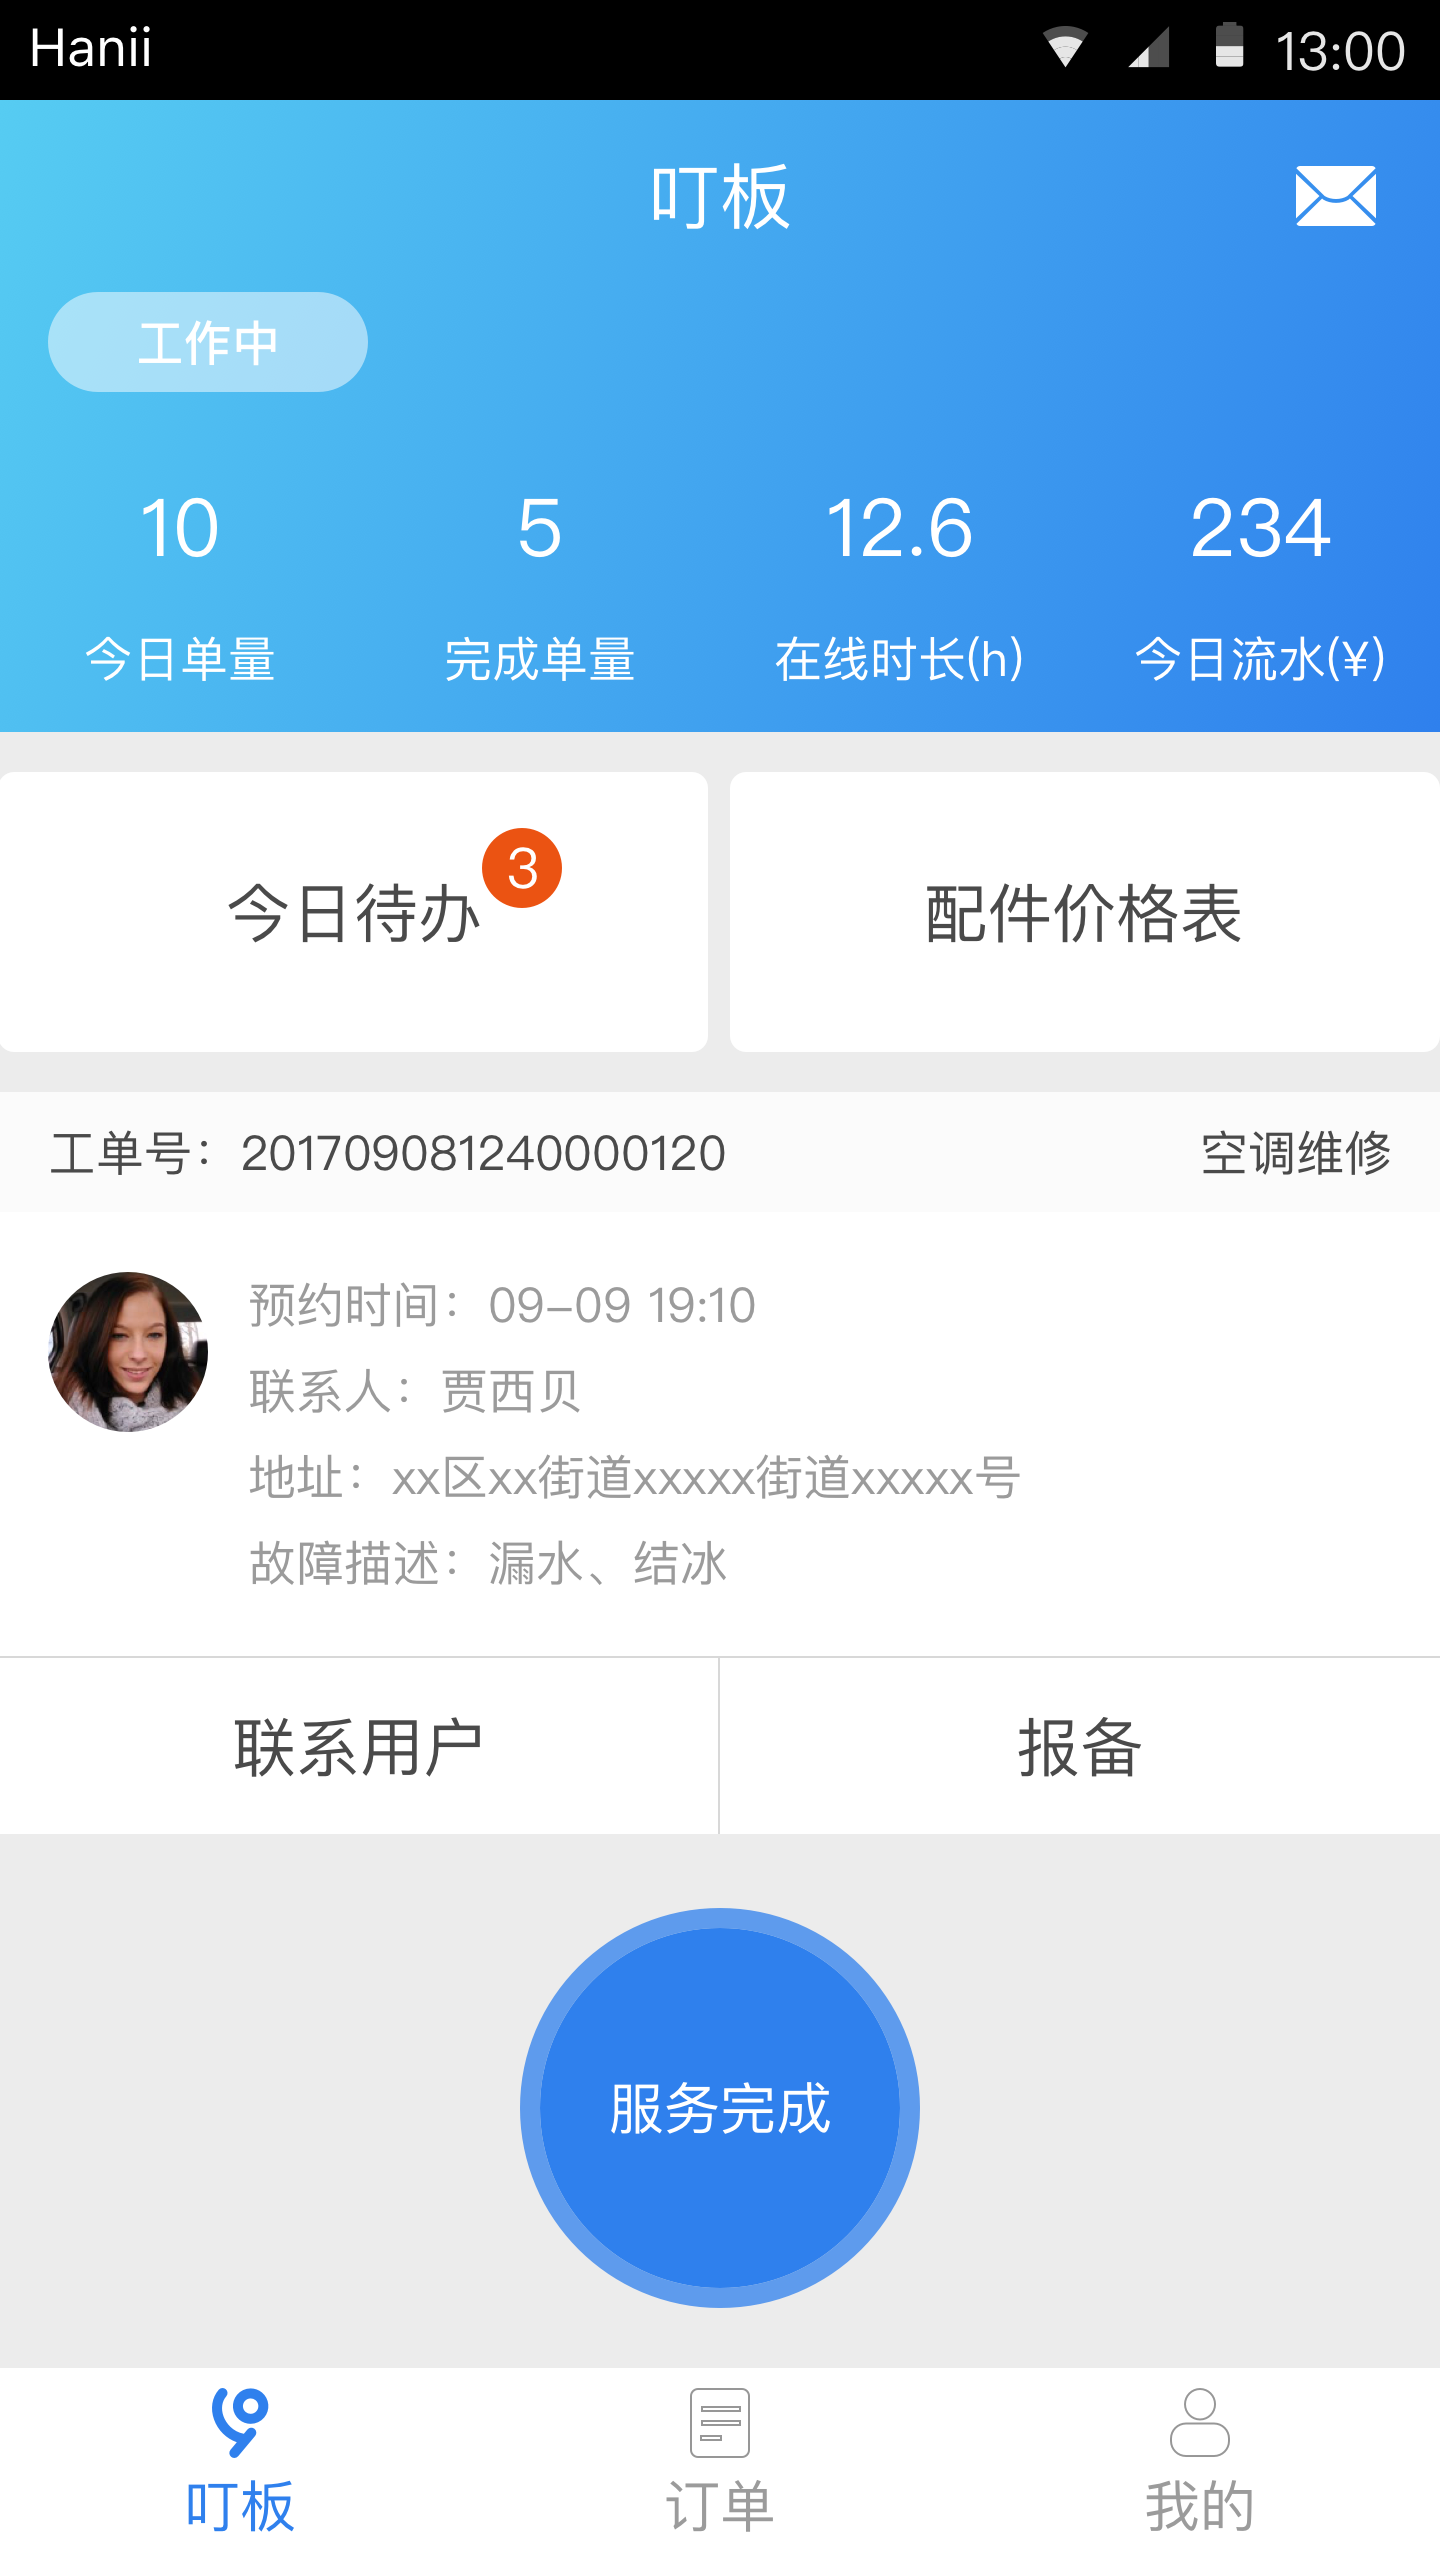 Hanii 13:00
叮板
工作中
10 5 12.6 234
今日单量 完成单量 在线时长(h) 今日流水(¥)
今日待办 3 配件价格表
工单号：201709081240000120 空调维修
预约时间：09-09 19:10
联系人：贾西贝
地址：xx区xx街道xxxxx街道xxxxx号
故障描述：漏水、结冰
联系用户 报备
服务完成
叮板 订单 我的